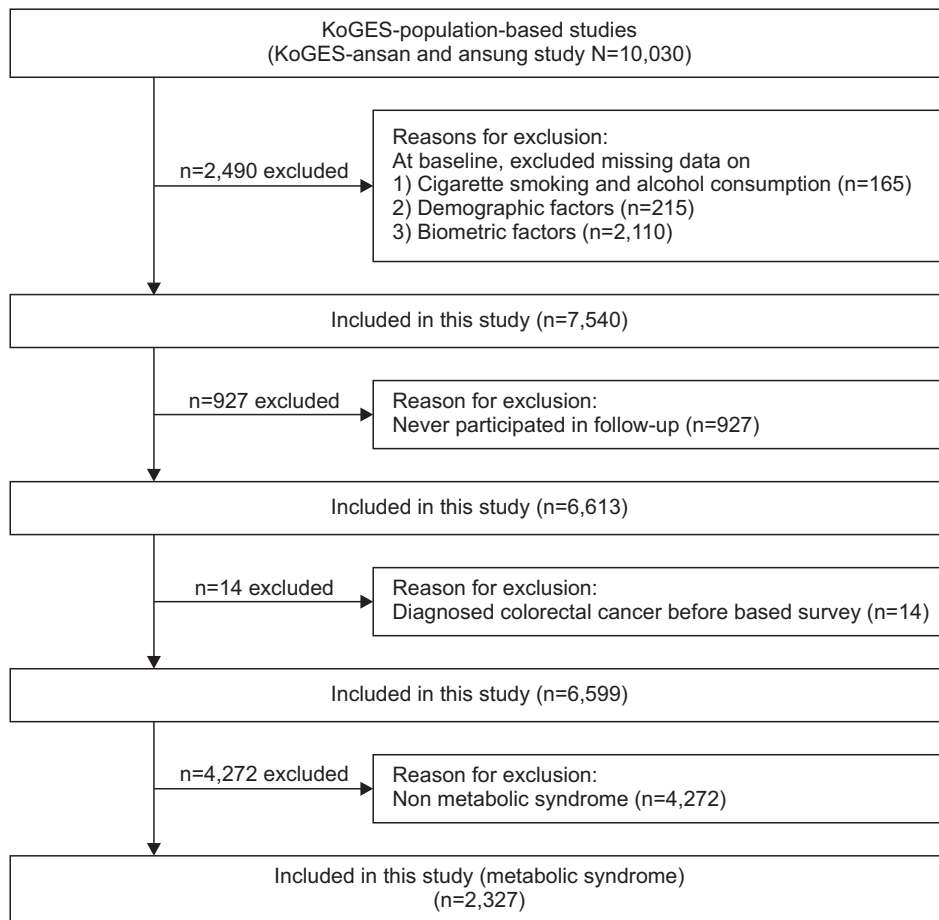 KoGES-population-based studies
(KoGES-ansan and ansung study N=10,030)
n=2,490 excluded
Reasons for exclusion:
At baseline, excluded missing data on
1) Cigarette smoking and alcohol consumption (n=165)
2) Demographic factors (n=215)
3) Biometric factors (n=2,110)
Included in this study (n=7,540)
n=927 excluded
Reason for exclusion:
Never participated in follow-up (n=927)
Included in this study (n=6,613)
n=14 excluded
Reason for exclusion:
Diagnosed colorectal cancer before based survey (n=14)
Included in this study (n=6,599)
n=4,272 excluded
Reason for exclusion:
Non metabolic syndrome (n=4,272)
Included in this study (metabolic syndrome)
(n=2,327)